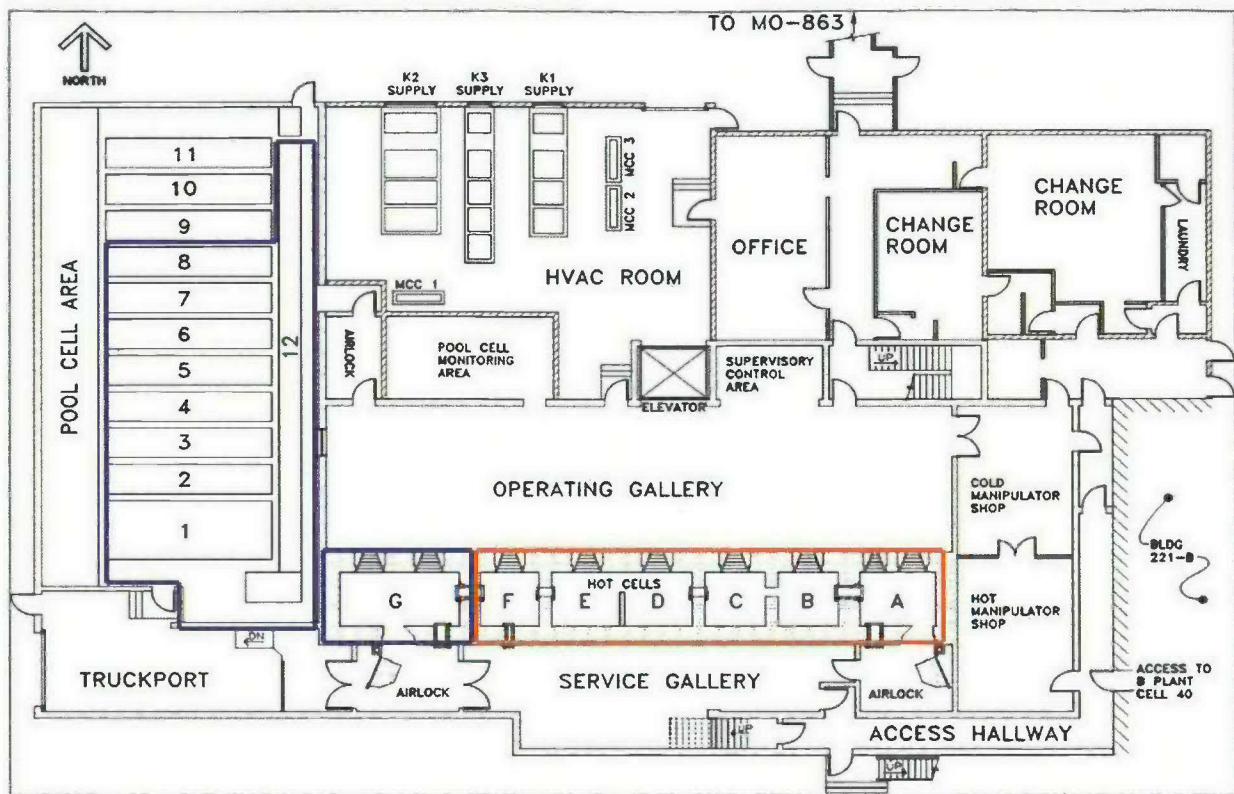 TO MO-863
NORTH
K2
SUPPLY
K3
SUPPLY
K1
SUPPLY
MCC 3
MCC 2
MCC 1
HVAC ROOM
OFFICE
CHANGE
ROOM
CHANGE
ROOM
LAUNDRY
POOL CELL AREA
11
10
9
8
7
6
5
4
3
2
1
12
AIRLOCK
POOL CELL
MONITORING
AREA
ELEVATOR
SUPERVISORY
CONTROL
AREA
UP
OPERATING GALLERY
COLD
MANIPULATOR
SHOP
BLDG
221-B
HOT CELLS
G
F
E
D
C
B
A
HOT
MANIPULATOR
SHOP
DN
TRUCKPORT
AIRLOCK
SERVICE GALLERY
AIRLOCK
ACCESS TO
B PLANT
CELL 40
UP
ACCESS HALLWAY
UP